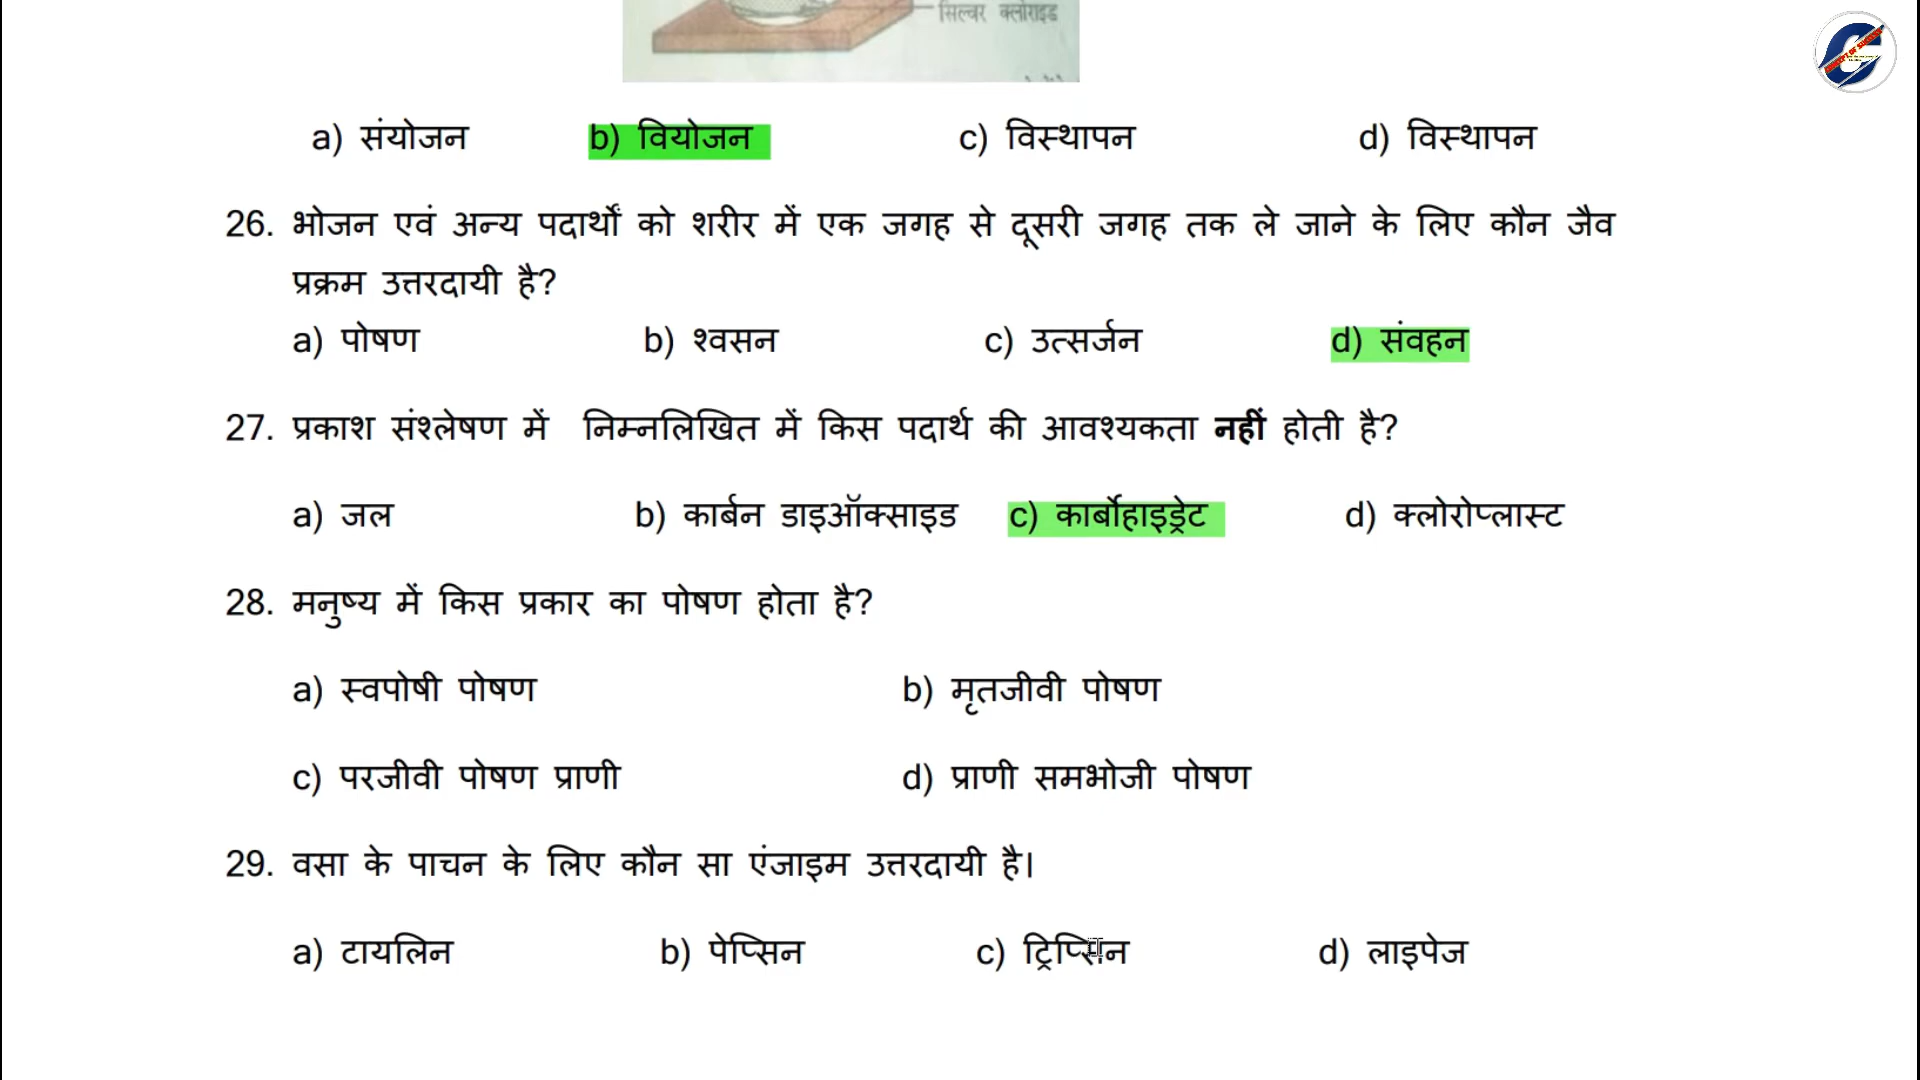 सिल्वर क्लोराइड
a) संयोजन b) वियोजन c) विस्थापन d) विस्थापन
26. भोजन एवं अन्य पदार्थों को शरीर में एक जगह से दूसरी जगह तक ले जाने के लिए कौन जैव
प्रक्रम उत्तरदायी है?
a) पोषण b) श्वसन c) उत्सर्जन d) संवहन
27. प्रकाश संश्लेषण में निम्नलिखित में किस पदार्थ की आवश्यकता नहीं होती है?
a) जल b) कार्बन डाइऑक्साइड c) कार्बोहाइड्रेट d) क्लोरोप्लास्ट
28. मनुष्य में किस प्रकार का पोषण होता है?
a) स्वपोषी पोषण b) मृतजीवी पोषण
c) परजीवी पोषण प्राणी d) प्राणी समभोजी पोषण
29. वसा के पाचन के लिए कौन सा एंजाइम उत्तरदायी है।
a) टायलिन b) पेप्सिन c) ट्रिप्सिन d) लाइपेज